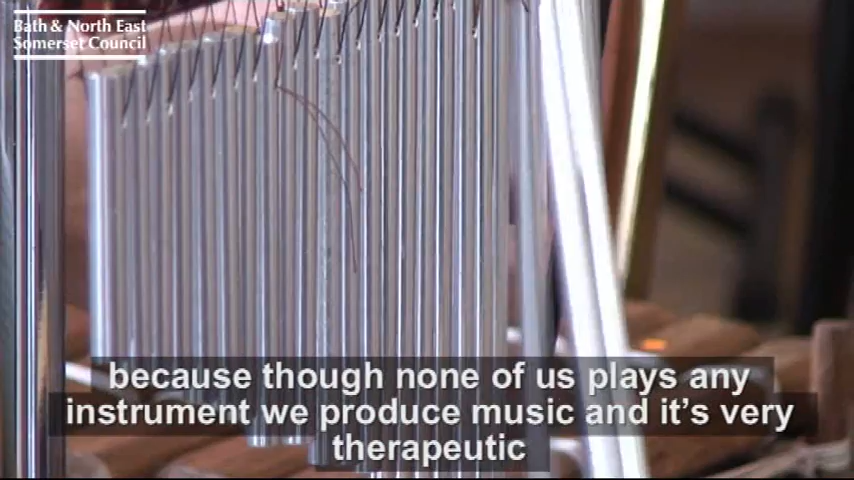 Bath & North East
Somerset Council
because though none of us plays any
instrument we produce music and it's very
therapeutic